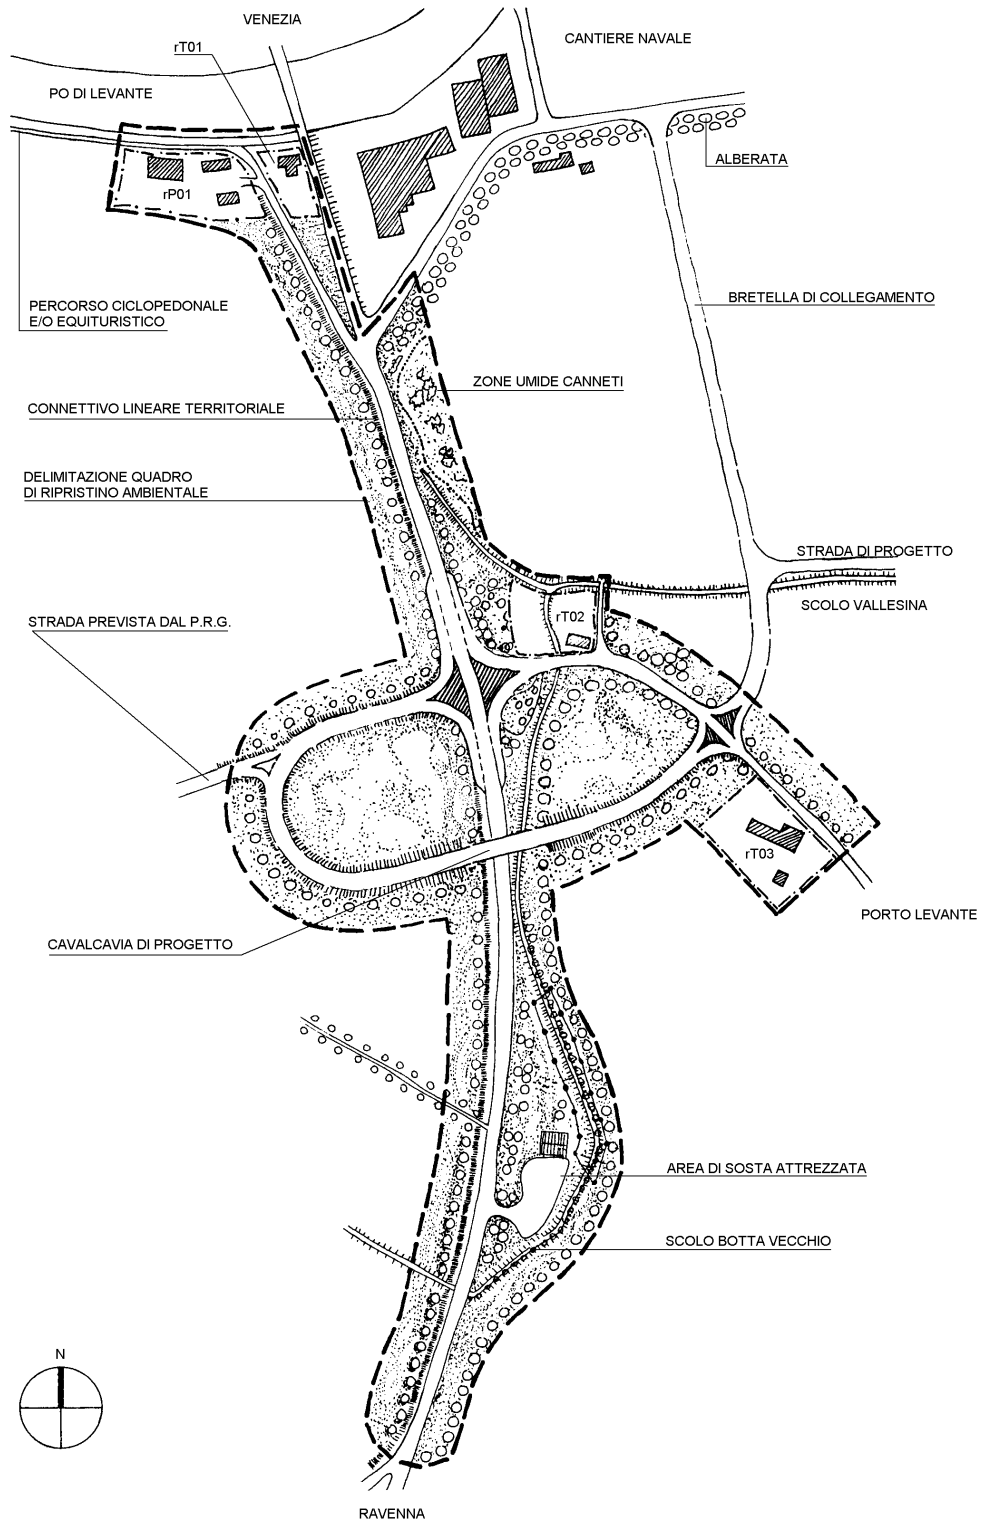 VENEZIA
CANTIERE NAVALE
rT01
PO DI LEVANTE
ALBERATA
rP01
PERCORSO CICLOPEDONALE
E/O EQUITURISTICO
BRETELLA DI COLLEGAMENTO
ZONE UMIDE CANNETI
CONNETTIVO LINEARE TERRITORIALE
DELIMITAZIONE QUADRO
DI RIPRISTINO AMBIENTALE
STRADA DI PROGETTO
SCOLO VALLESINA
rT02
STRADA PREVISTA DAL P.R.G.
rT03
PORTO LEVANTE
CAVALCAVIA DI PROGETTO
AREA DI SOSTA ATTREZZATA
SCOLO BOTTA VECCHIO
N
RAVENNA